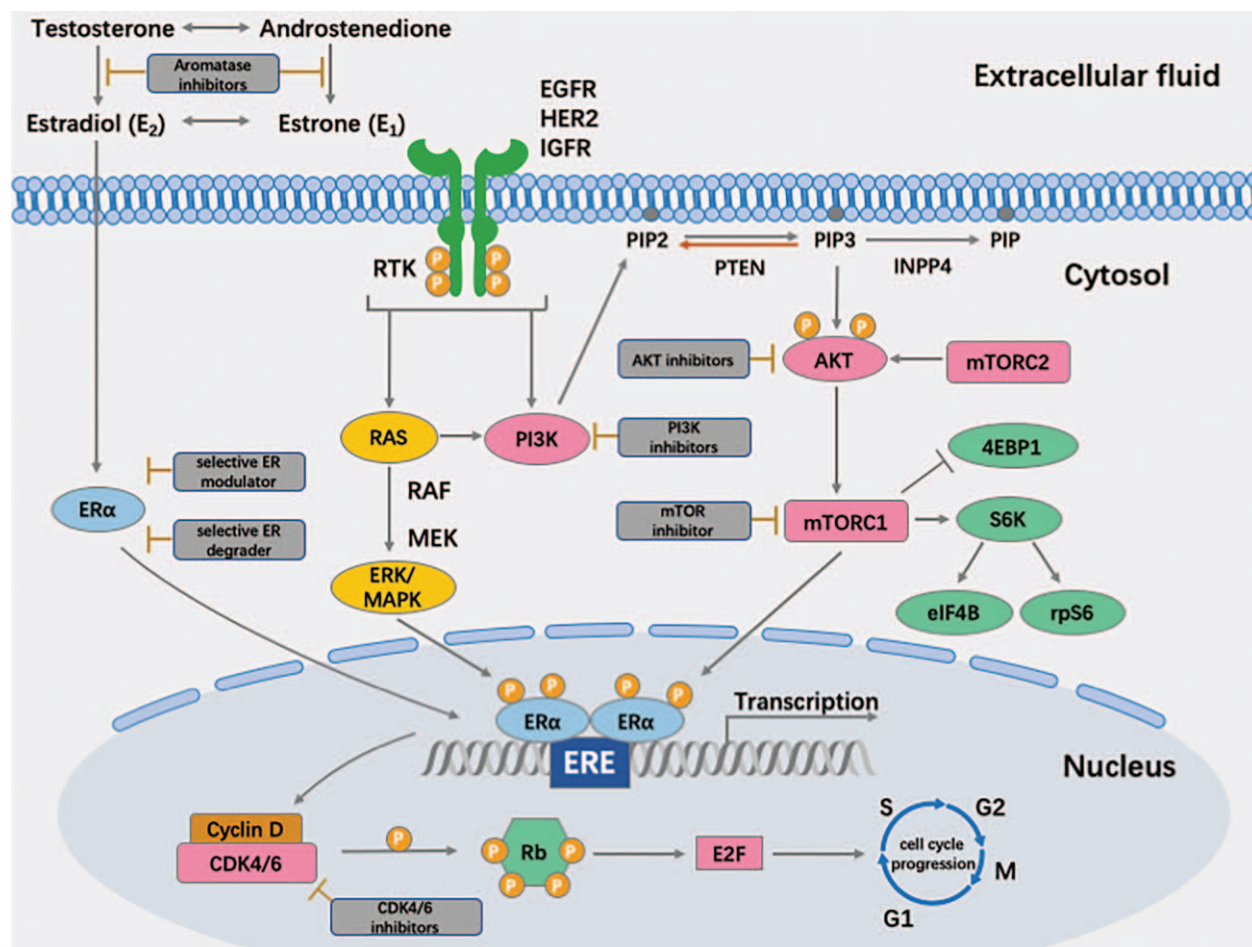 Testosterone
Androstenedione
Aromatase
inhibitors
Extracellular fluid
Estradiol (E₂)
Estrone (E₁)
EGFR
HER2
IGFR
PIP2
PIP3
PIP
PTEN
INPP4
RTK
P
P
P
P
Cytosol
P
P
AKT inhibitors
AKT
mTORC2
RAS
PI3K
PI3K
inhibitors
4EBP1
selective ER
modulator
ERα
selective ER
degrader
RAF
MEK
mTOR
inhibitor
mTORC1
S6K
ERK/
MAPK
eIF4B
rpS6
P
P
P
P
ERα
ERα
Transcription
ERE
Nucleus
Cyclin D
CDK4/6
P
P
P
Rb
P
P
E2F
S
G2
cell cycle
progression
M
G1
CDK4/6
inhibitors